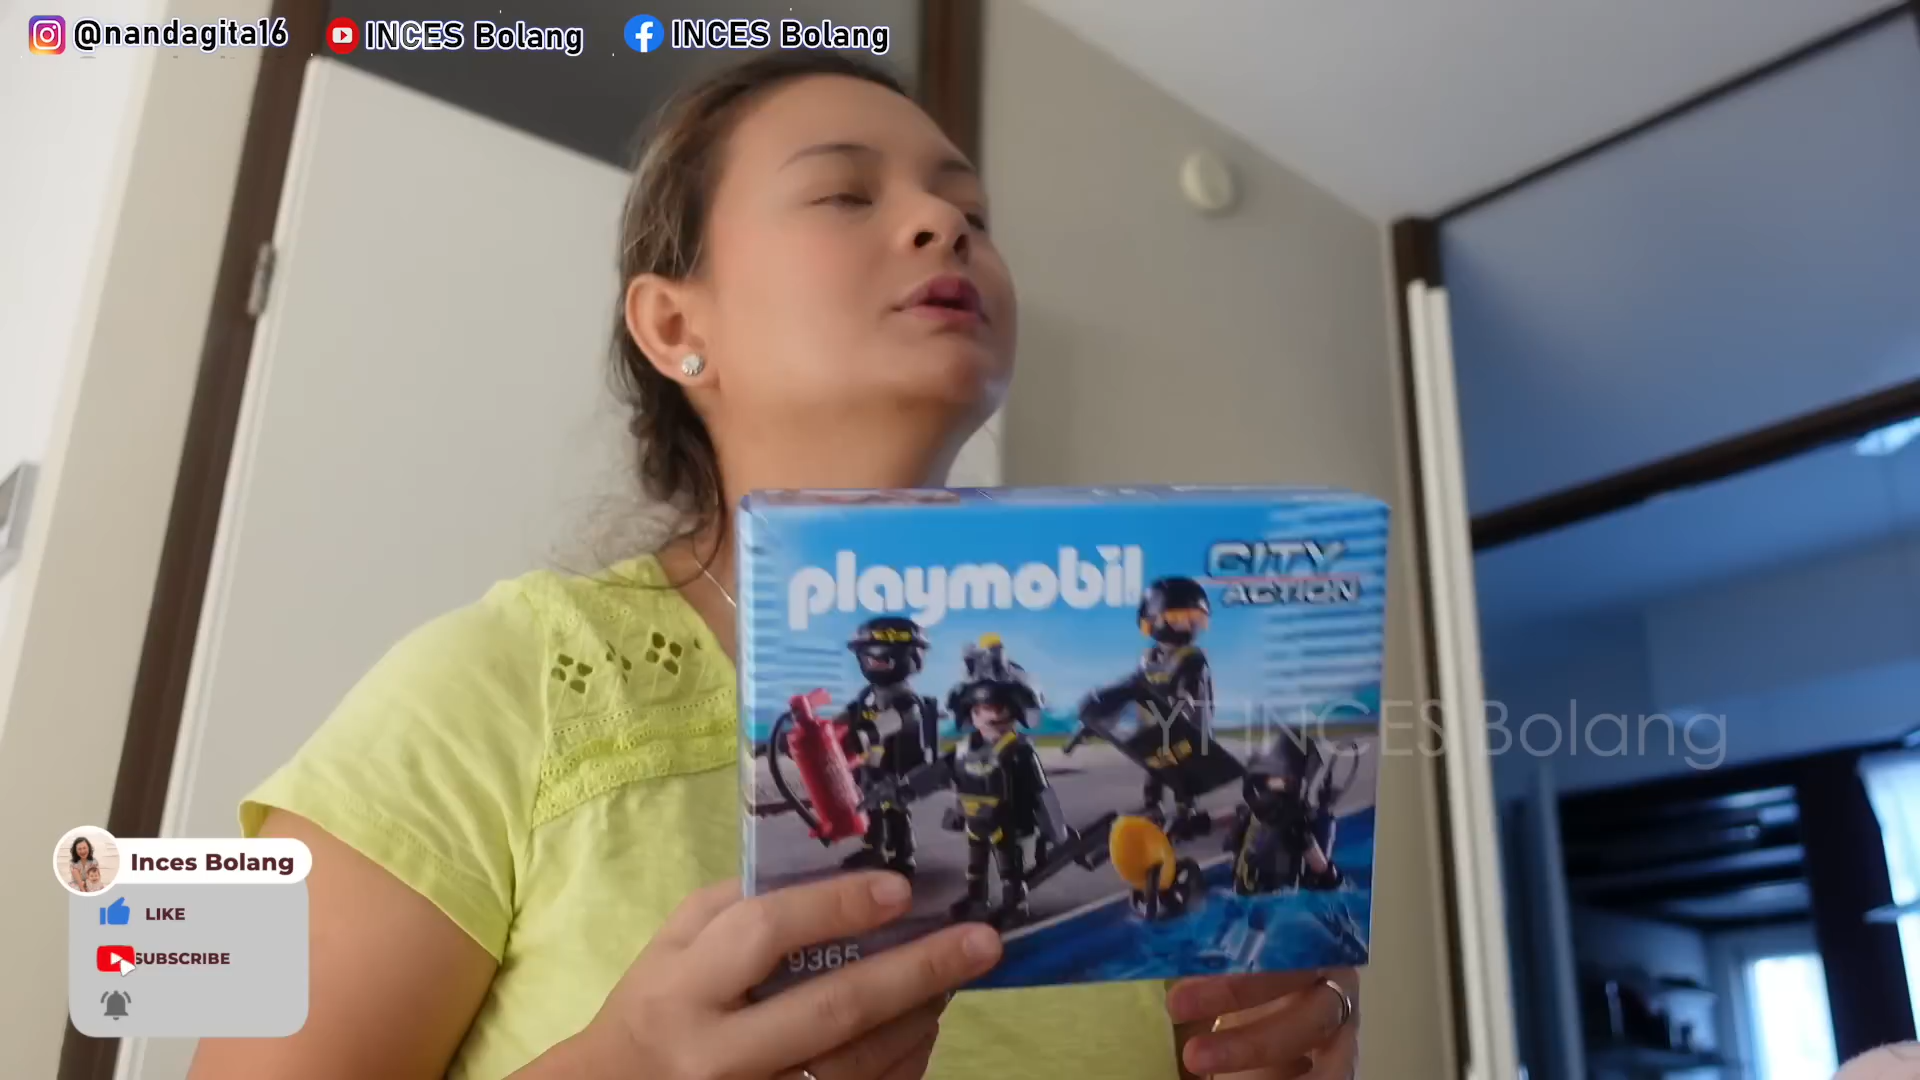 @nandagita16 INCES Bolang INCES Bolang
playmobil
CITY
ACTION
YT INCES Bolang
Inces Bolang
LIKE
SUBSCRIBE
9365